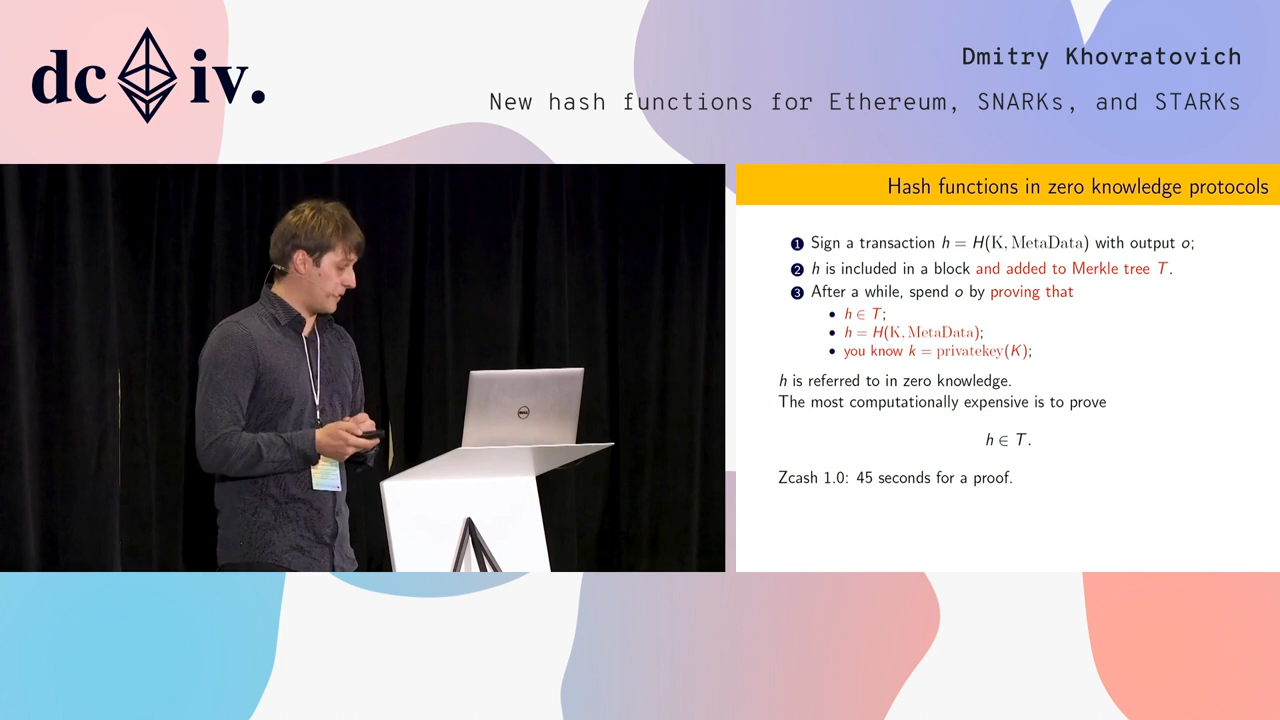 dc iv.
Dmitry Khovratovich
New hash functions for Ethereum, SNARKs, and STARKs
Hash functions in zero knowledge protocols
1 Sign a transaction h = H(K, MetaData) with output o;
2 h is included in a block and added to Merkle tree T.
3 After a while, spend o by proving that
• h ∈ T;
• h = H(K, MetaData);
• you know k = privatekey(K);
h is referred to in zero knowledge.
The most computationally expensive is to prove
h ∈ T.
Zcash 1.0: 45 seconds for a proof.
DELL